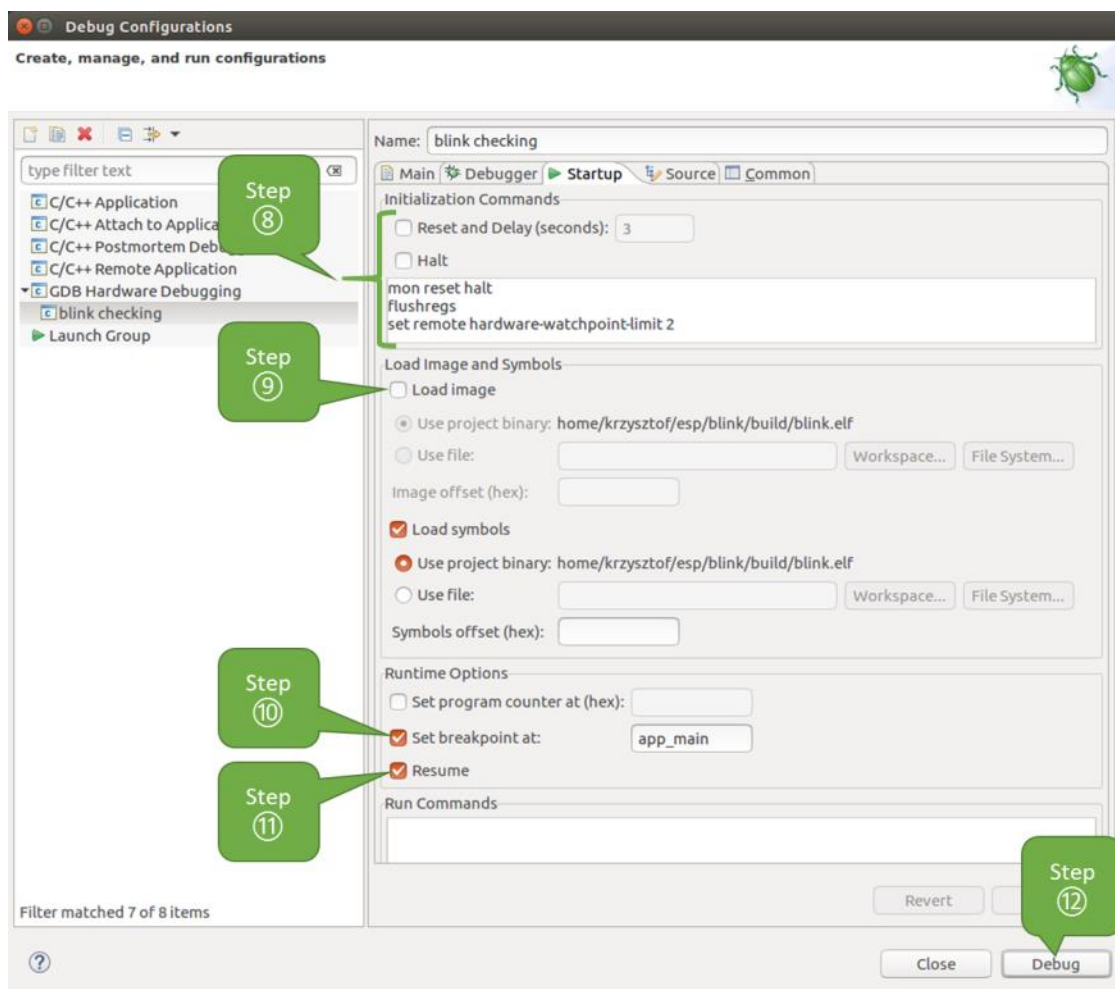 Debug Configurations
Create, manage, and run configurations
type filter text
C/C++ Application
C/C++ Attach to Applica
C/C++ Postmortem Debu
C/C++ Remote Application
GDB Hardware Debugging
blink checking
Launch Group
Filter matched 7 of 8 items
Name: blink checking
Main Debugger Startup Source Common
Initialization Commands
Step
⑧
Reset and Delay (seconds): 3
Halt
mon reset halt
flushregs
set remote hardware-watchpoint-limit 2
Load Image and Symbols
Step
⑨
Load image
Use project binary: home/krzysztof/esp/blink/build/blink.elf
Use file: Workspace... File System...
Image offset (hex):
Load symbols
Use project binary: home/krzysztof/esp/blink/build/blink.elf
Use file: Workspace... File System...
Symbols offset (hex):
Runtime Options
Set program counter at (hex):
Step
⑩
Set breakpoint at: app_main
Resume
Step
⑪
Run Commands
Step
⑫
Revert
Close Debug